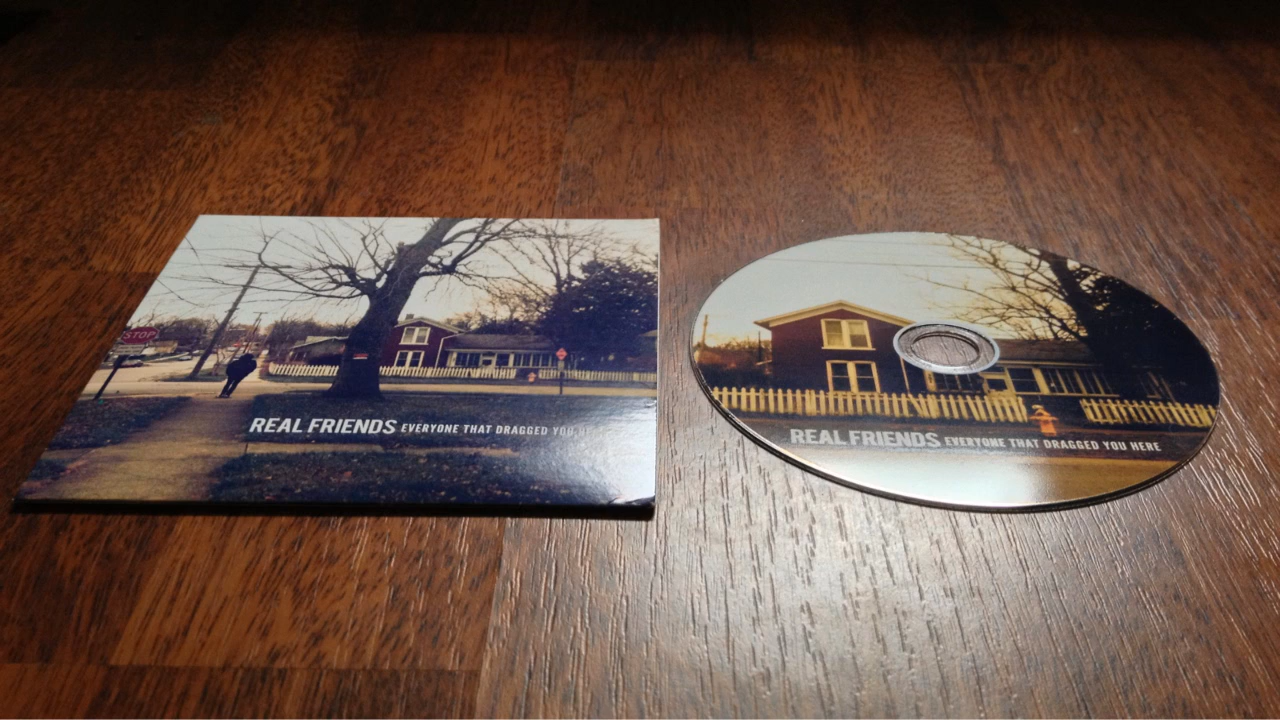 STOP
REAL FRIENDS EVERYONE THAT DRAGGED YOU
REAL FRIENDS EVERYONE THAT DRAGGED YOU HERE